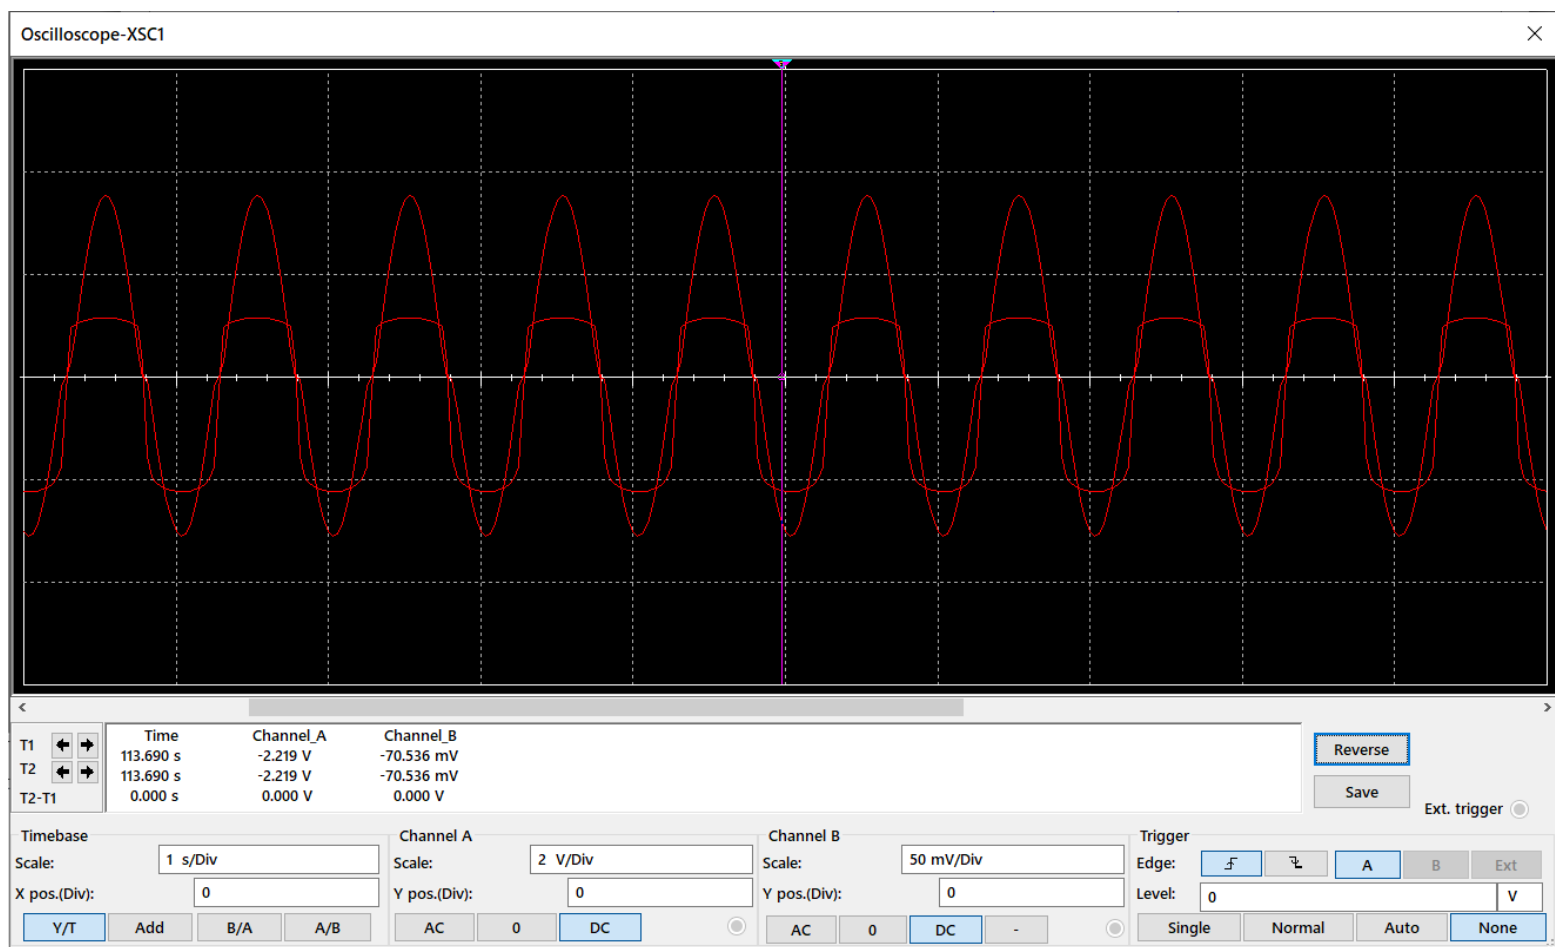 Oscilloscope-XSC1
Time Channel_A Channel_B
T1 113.690 s -2.219 V -70.536 mV
T2 113.690 s -2.219 V -70.536 mV
T2-T1 0.000 s 0.000 V 0.000 V
Reverse
Save
Ext. trigger
Timebase
Scale: 1 s/Div
X pos.(Div): 0
Y/T Add B/A A/B
Channel A
Scale: 2 V/Div
Y pos.(Div): 0
AC 0 DC
Channel B
Scale: 50 mV/Div
Y pos.(Div): 0
AC 0 DC -
Trigger
Edge: A B Ext
Level: 0 V
Single Normal Auto None